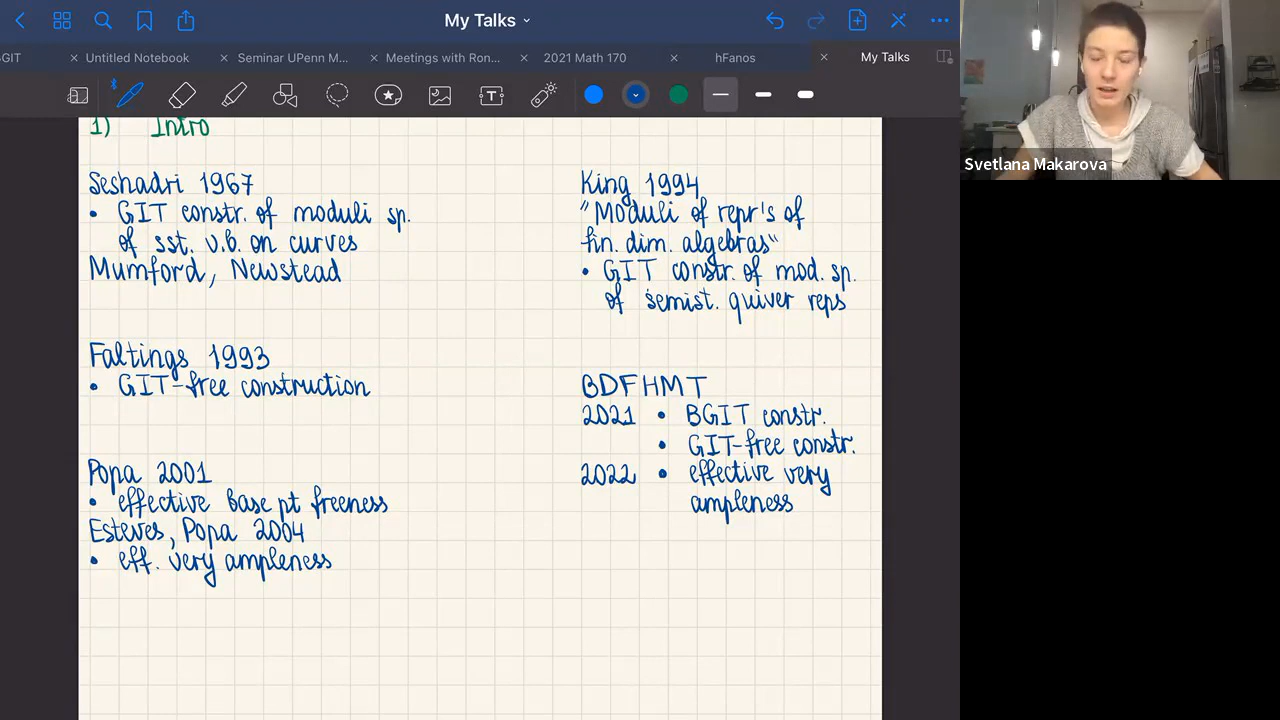 My Talks
GIT
Untitled Notebook
Seminar UPenn M...
Meetings with Ron...
2021 Math 170
hFanos
My Talks
Svetlana Makarova
1) Intro
Seshadri 1967
• GIT constr. of moduli sp.
of sst. v.b. on curves
Mumford, Newstead
Faltings 1993
• GIT-free construction
Popa 2001
• effective base pt freeness
Esteves, Popa 2004
• eff. very ampleness
King 1994
"Moduli of repr's of
fin. dim. algebras"
• GIT constr. of mod. sp.
of semist. quiver reps
BDFHMT
2021 • BGIT constr.
• GIT-free constr.
2022 • effective very
ampleness